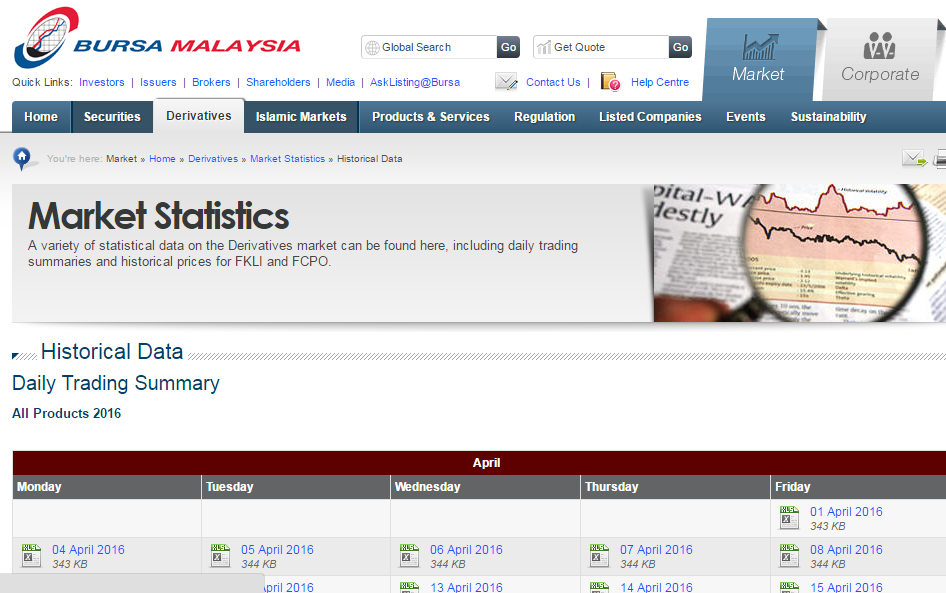 BURSA MALAYSIA
Global Search Go Get Quote Go
Market Corporate
Quick Links: Investors | Issuers | Brokers | Shareholders | Media | AskListing@Bursa Contact Us | Help Centre
Home Securities Derivatives Islamic Markets Products & Services Regulation Listed Companies Events Sustainability
You're here: Market » Home » Derivatives » Market Statistics » Historical Data
Market Statistics
A variety of statistical data on the Derivatives market can be found here, including daily trading
summaries and historical prices for FKLI and FCPO.
Historical volatility
Price
Historical Data
Daily Trading Summary
All Products 2016
April
Monday Tuesday Wednesday Thursday Friday
01 April 2016
343 KB
04 April 2016 05 April 2016 06 April 2016 07 April 2016 08 April 2016
343 KB 344 KB 344 KB 344 KB 344 KB
pril 2016 13 April 2016 14 April 2016 15 April 2016